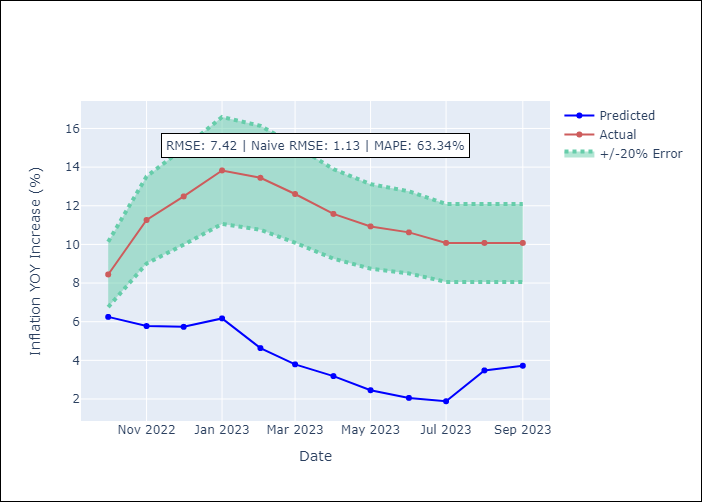 Predicted
Actual
+/-20% Error
RMSE: 7.42 | Naive RMSE: 1.13 | MAPE: 63.34%
Inflation YOY Increase (%)
16
14
12
10
8
6
4
2
Nov 2022
Jan 2023
Mar 2023
May 2023
Jul 2023
Sep 2023
Date